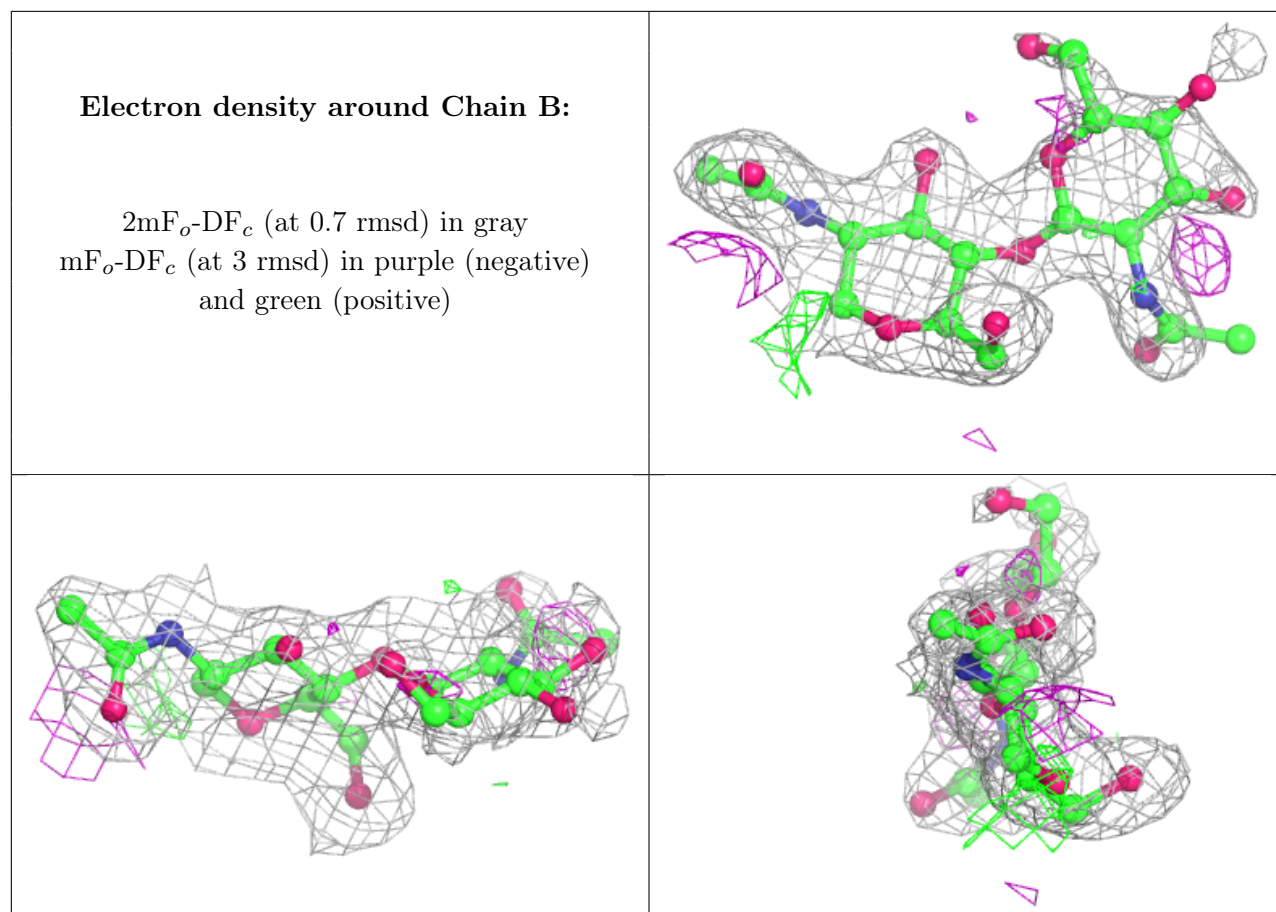 Electron density around Chain B:
2mFₒ-DF𝒸 (at 0.7 rmsd) in gray
mFₒ-DF𝒸 (at 3 rmsd) in purple (negative)
and green (positive)